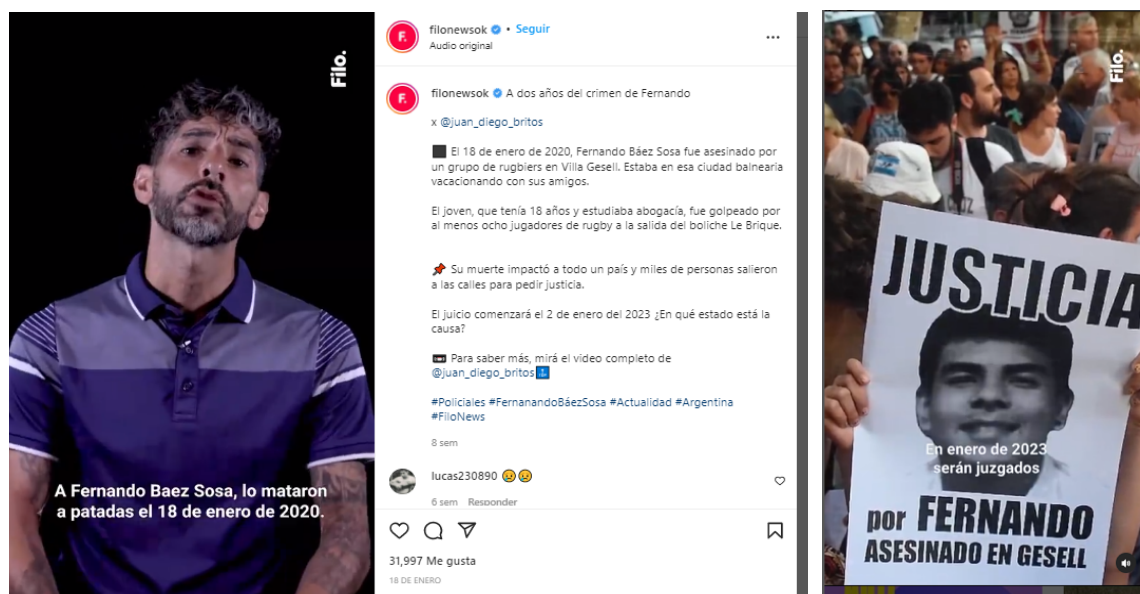 Filo.
A Fernando Baez Sosa, lo mataron
a patadas el 18 de enero de 2020.
F.
filonewsok • Seguir
Audio original
F.
filonewsok A dos años del crimen de Fernando
x @juan_diego_britos
El 18 de enero de 2020, Fernando Báez Sosa fue asesinado por
un grupo de rugbiers en Villa Gesell. Estaba en esa ciudad balnearia
vacacionando con sus amigos.
El joven, que tenía 18 años y estudiaba abogacía, fue golpeado por
al menos ocho jugadores de rugby a la salida del boliche Le Brique.
Su muerte impactó a todo un país y miles de personas salieron
a las calles para pedir justicia.
El juicio comenzará el 2 de enero del 2023 ¿En qué estado está la
causa?
Para saber más, mirá el video completo de
@juan_diego_britos
#Policiales #FernanandoBáezSosa #Actualidad #Argentina
#FiloNews
8 sem
lucas230890
6 sem Responder
31,997 Me gusta
18 DE ENERO
Filo.
JUSTICIA
En enero de 2023
serán juzgados
por FERNANDO
ASESINADO EN GESELL